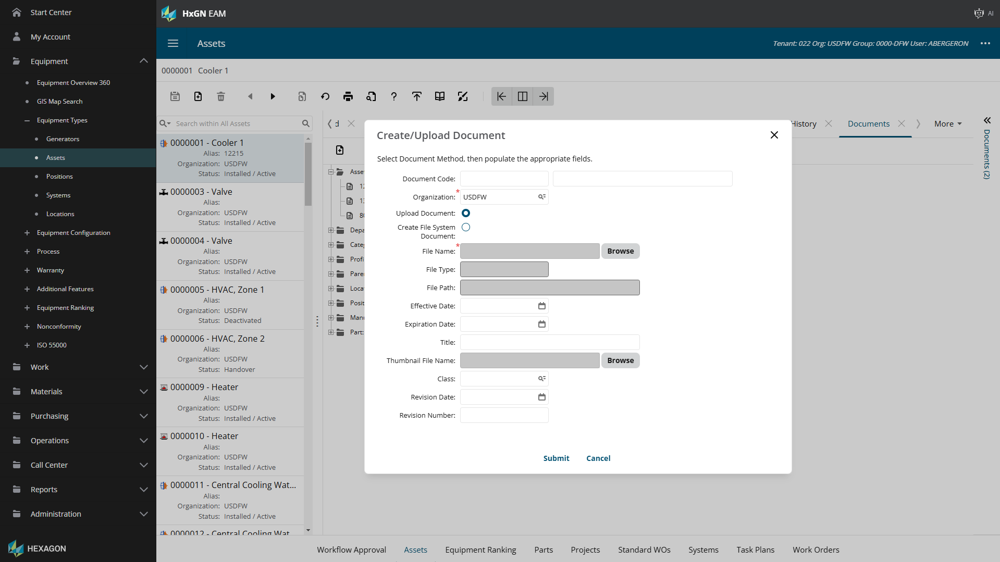 Start Center
My Account
Equipment
Equipment Overview 360
GIS Map Search
Equipment Types
Generators
Assets
Positions
Systems
Locations
Equipment Configuration
Process
Warranty
Additional Features
Equipment Ranking
Nonconformity
ISO 55000
Work
Materials
Purchasing
Operations
Call Center
Reports
Administration
HEXAGON
HxGN EAM
AI
Assets
Tenant: 022 Org: USDFW Group: 0000-DFW User: ABERGERON
0000001 Cooler 1
Search within All Assets
0000001 - Cooler 1
Alias: 12215
Organization: USDFW
Status: Installed / Active
0000003 - Valve
Alias:
Organization: USDFW
Status: Installed / Active
0000004 - Valve
Alias:
Organization: USDFW
Status: Installed / Active
0000005 - HVAC, Zone 1
Alias:
Organization: USDFW
Status: Deactivated
0000006 - HVAC, Zone 2
Alias:
Organization: USDFW
Status: Handover
0000009 - Heater
Alias:
Organization: USDFW
Status: Installed / Active
0000010 - Heater
Alias:
Organization: USDFW
Status: Installed / Active
0000011 - Central Cooling Wat...
Alias:
Organization: USDFW
Status: Installed / Active
0000012 - Central Cooling Wat
d
History
Documents
More
Documents (2)
Asse
12
13
80
Depa
Categ
Profi
Parer
Locat
Posit
Manu
Part:
Create/Upload Document
Select Document Method, then populate the appropriate fields.
Document Code:
* Organization: USDFW
Upload Document:
Create File System
Document:
* File Name: Browse
File Type:
File Path:
Effective Date:
Expiration Date:
Title:
Thumbnail File Name: Browse
Class:
Revision Date:
Revision Number:
Submit Cancel
Workflow Approval Assets Equipment Ranking Parts Projects Standard WOs Systems Task Plans Work Orders